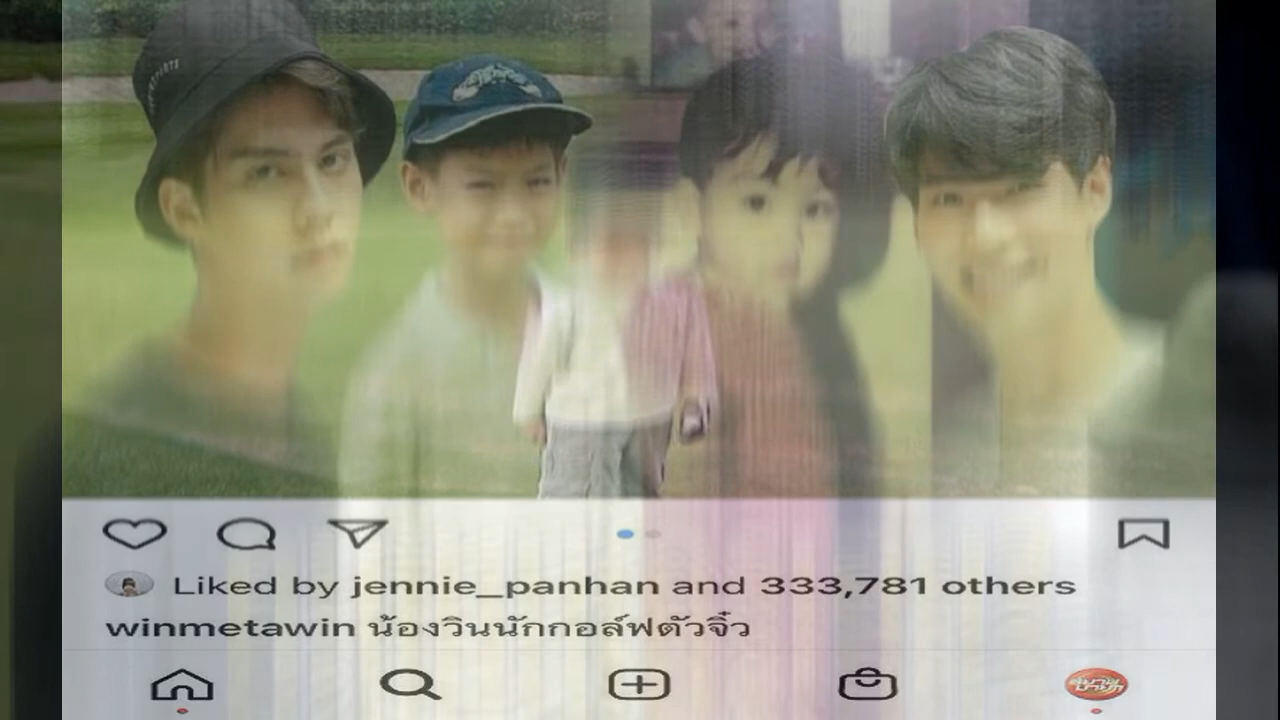 Liked by jennie_panhan and 333,781 others
winmetawin น้องวินนักกอล์ฟตัวจิ๋ว